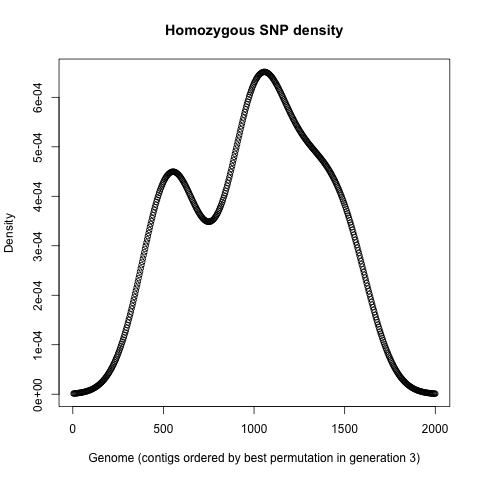 Homozygous SNP density
Density
6e-04
5e-04
4e-04
3e-04
2e-04
1e-04
0e+00
0 500 1000 1500 2000
Genome (contigs ordered by best permutation in generation 3)